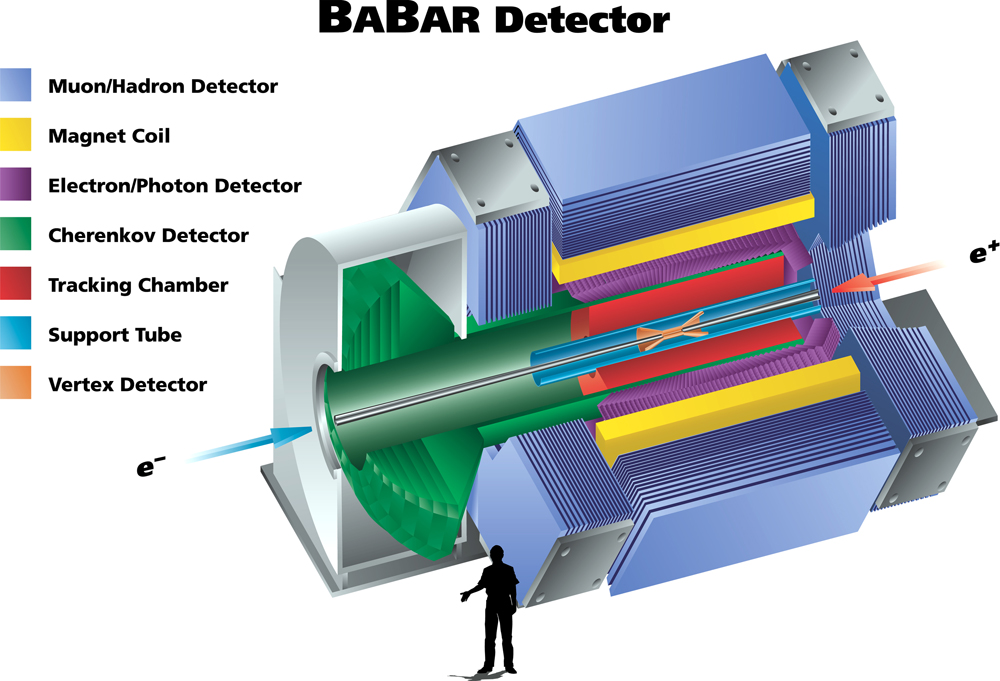 BABAR Detector
Muon/Hadron Detector
Magnet Coil
Electron/Photon Detector
Cherenkov Detector
Tracking Chamber
Support Tube
Vertex Detector
e+
e−